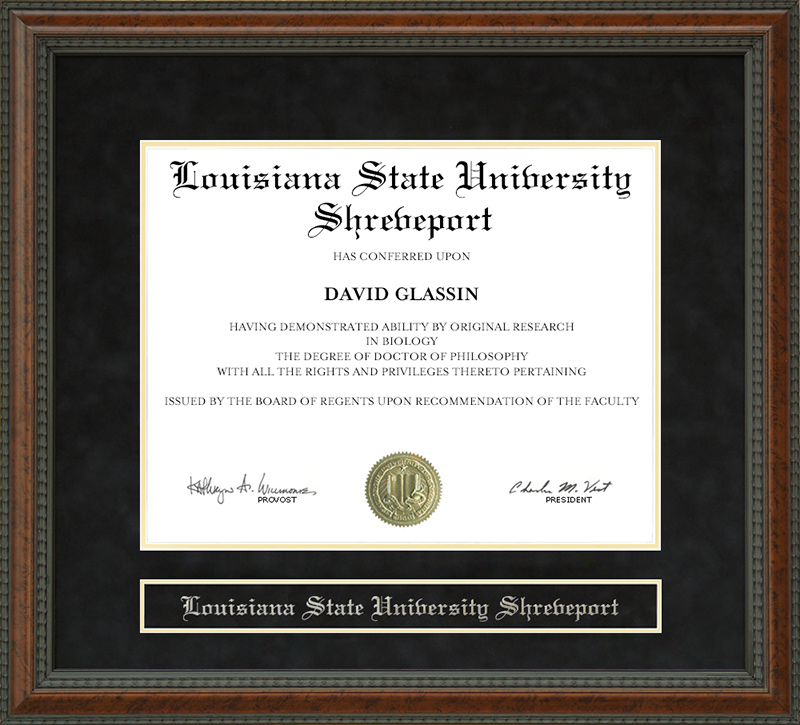 Louisiana State University
Shreveport
HAS CONFERRED UPON
DAVID GLASSIN
HAVING DEMONSTRATED ABILITY BY ORIGINAL RESEARCH
IN BIOLOGY
THE DEGREE OF DOCTOR OF PHILOSOPHY
WITH ALL THE RIGHTS AND PRIVILEGES THERETO PERTAINING
ISSUED BY THE BOARD OF REGENTS UPON RECOMMENDATION OF THE FACULTY
PROVOST
Charles M. Vest
PRESIDENT
Louisiana State University Shreveport